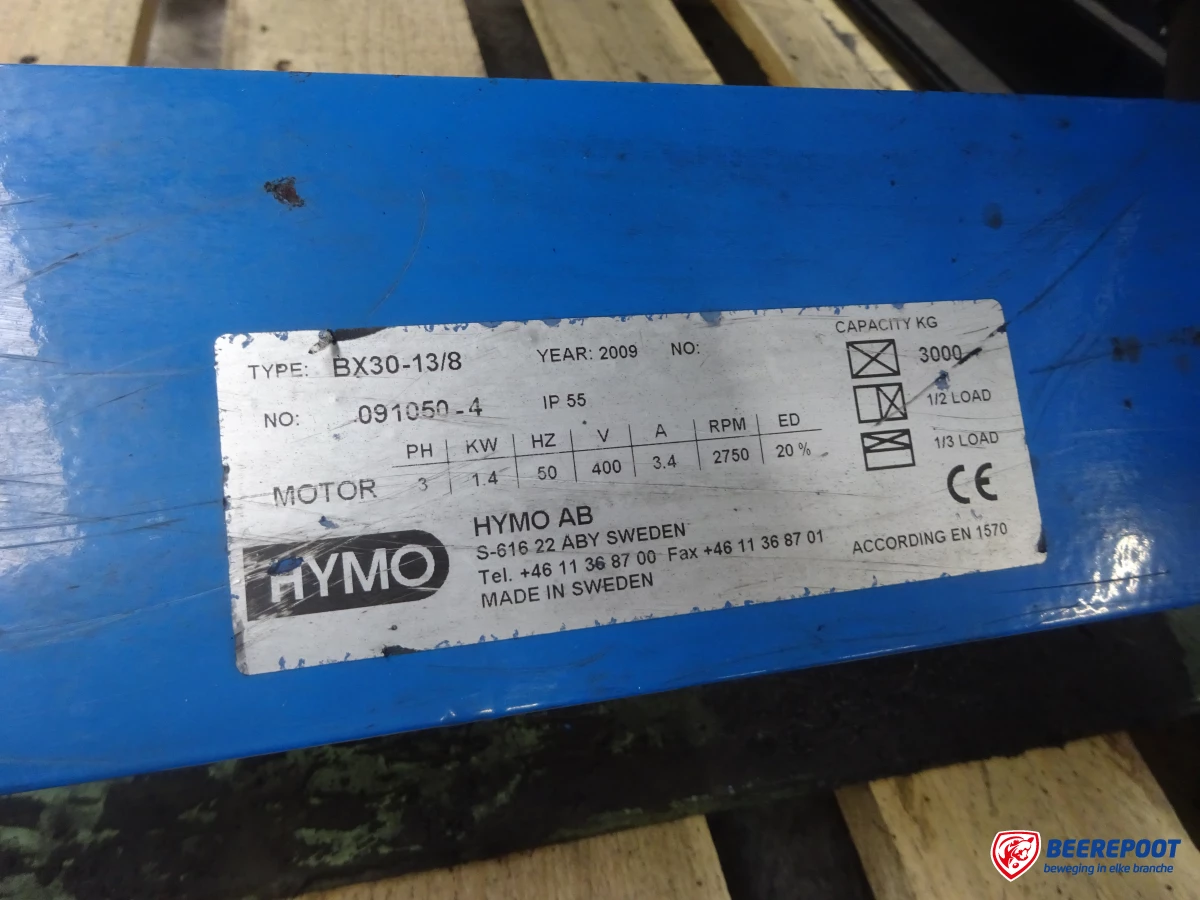 TYPE: BX30-13/8 YEAR: 2009 NO:
NO: 091050-4 IP 55
PH KW HZ V A RPM ED
MOTOR 3 1.4 50 400 3.4 2750 20 %
CAPACITY KG
3000
1/2 LOAD
1/3 LOAD
CE
ACCORDING EN 1570
HYMO
HYMO AB
S-616 22 ABY SWEDEN
Tel. +46 11 36 87 00 Fax +46 11 36 87 01
MADE IN SWEDEN
BEEREPOOT
beweging in elke branche